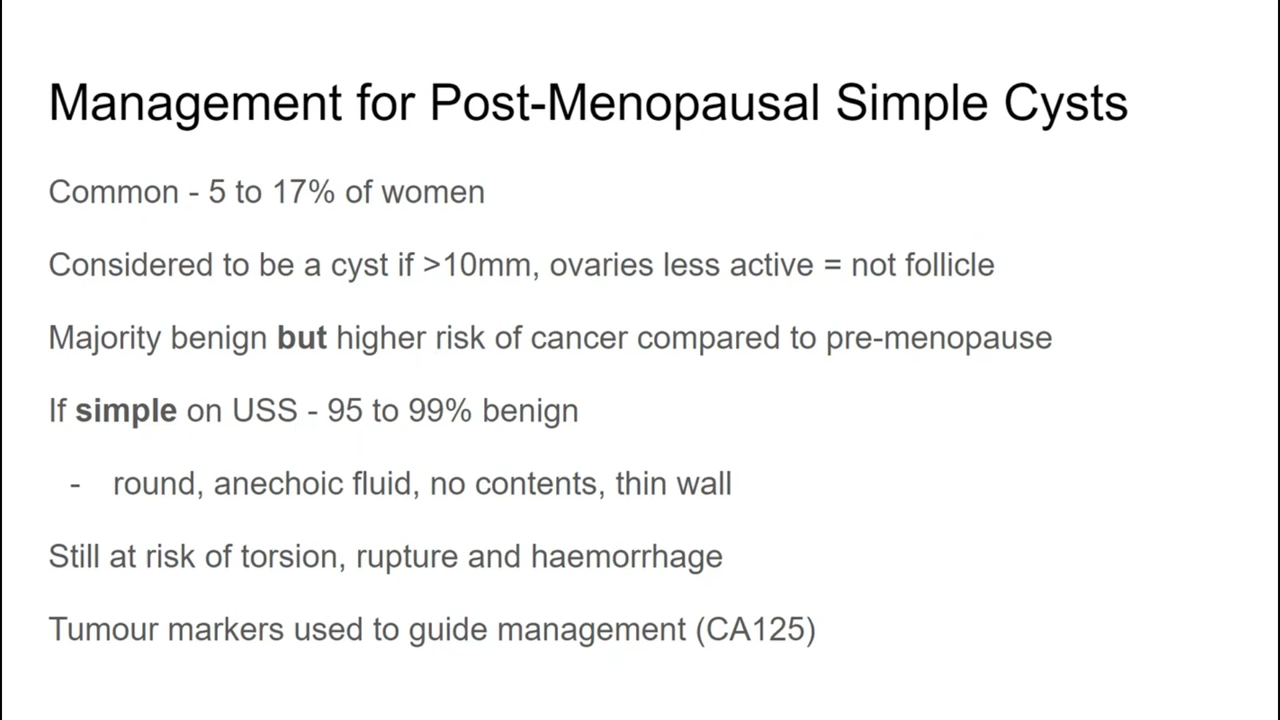 Management for Post-Menopausal Simple Cysts
Common - 5 to 17% of women
Considered to be a cyst if >10mm, ovaries less active = not follicle
Majority benign but higher risk of cancer compared to pre-menopause
If simple on USS - 95 to 99% benign
- round, anechoic fluid, no contents, thin wall
Still at risk of torsion, rupture and haemorrhage
Tumour markers used to guide management (CA125)